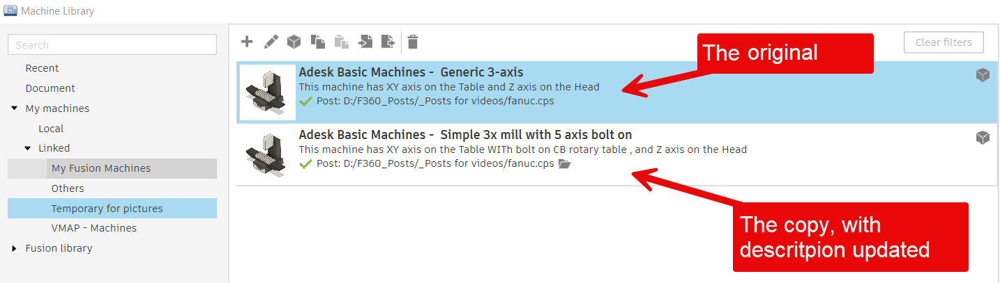 Machine Library
Search
Recent
Document
My machines
Local
Linked
My Fusion Machines
Others
Temporary for pictures
VMAP - Machines
Fusion library
Clear filters
The original
Adesk Basic Machines - Generic 3-axis
This machine has XY axis on the Table and Z axis on the Head
Post: D:/F360_Posts/_Posts for videos/fanuc.cps
Adesk Basic Machines - Simple 3x mill with 5 axis bolt on
This machine has XY axis on the Table WITh bolt on CB rotary table , and Z axis on the Head
Post: D:/F360_Posts/_Posts for videos/fanuc.cps
The copy, with
descritpion updated